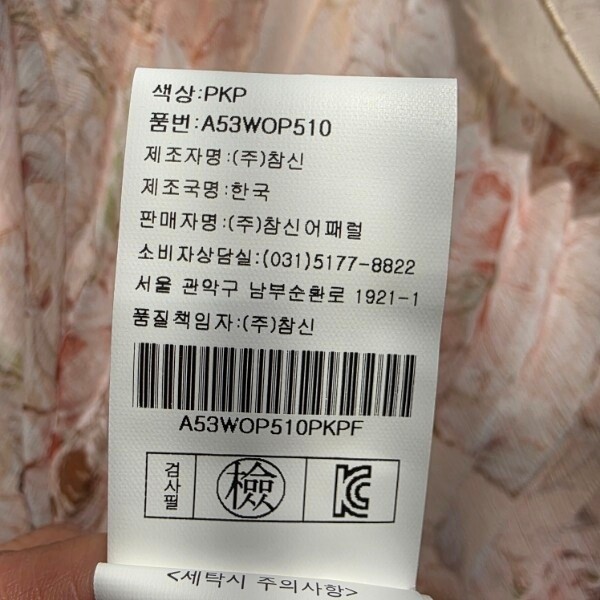 색상:PKP
품번:A53WOP510
제조자명:(주)참신
제조국명:한국
판매자명:(주)참신어패럴
소비자상담실:(031)5177-8822
서울 관악구 남부순환로 1921-1
품질책임자:(주)참신
A53WOP510PKPF
검사필
檢
KC
<세탁시 주의사항>